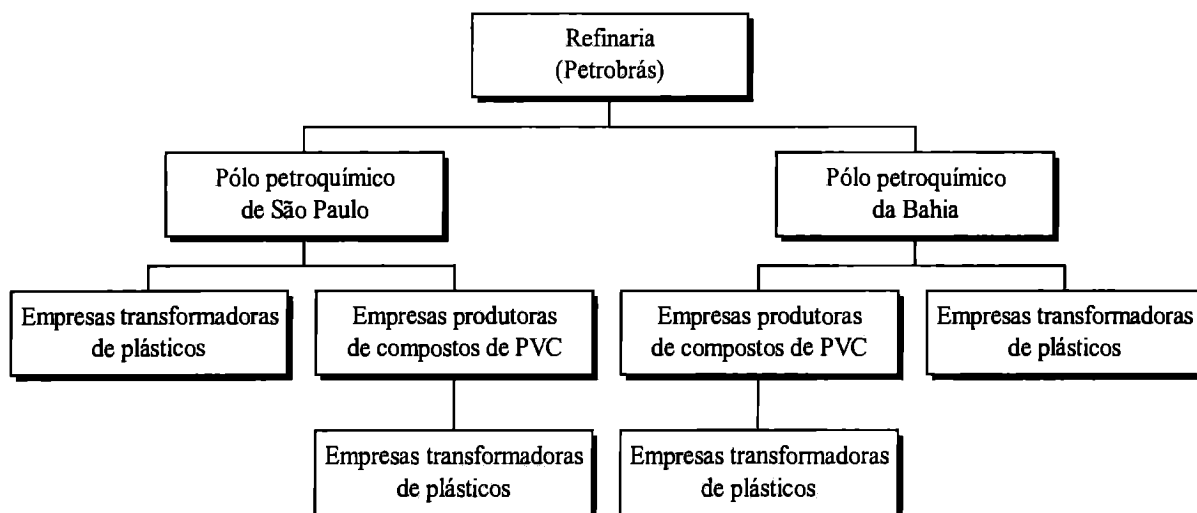 Refinaria
(Petrobrás)
Pólo petroquímico
de São Paulo
Pólo petroquímico
da Bahia
Empresas transformadoras
de plásticos
Empresas produtoras
de compostos de PVC
Empresas produtoras
de compostos de PVC
Empresas transformadoras
de plásticos
Empresas transformadoras
de plásticos
Empresas transformadoras
de plásticos